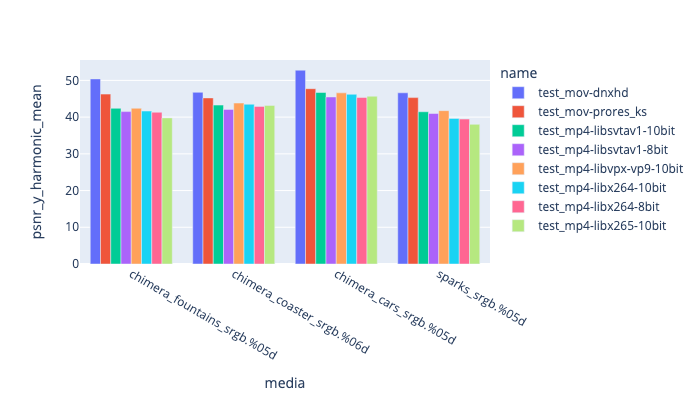 name
test_mov-dnxhd
test_mov-prores_ks
test_mp4-libsvtav1-10bit
test_mp4-libsvtav1-8bit
test_mp4-libvpx-vp9-10bit
test_mp4-libx264-10bit
test_mp4-libx264-8bit
test_mp4-libx265-10bit
psnr_y_harmonic_mean
50
40
30
20
10
0
chimera_fountains_srgb.%05d
chimera_coaster_srgb.%06d
chimera_cars_srgb.%05d
sparks_srgb.%05d
media